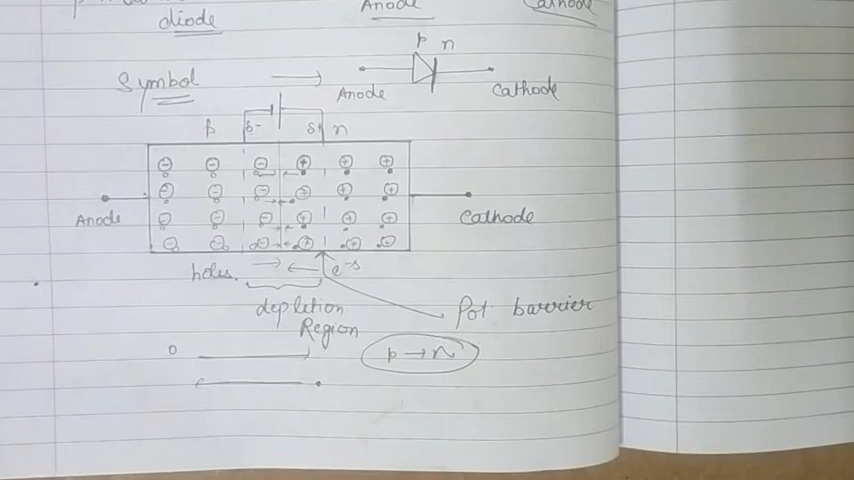 Anode Cathode
diode
p n
Symbol → Anode Cathode
p δ- δ+ n
Anode Cathode
holes → ← e-s
depletion Pot barrier
Region
p → n